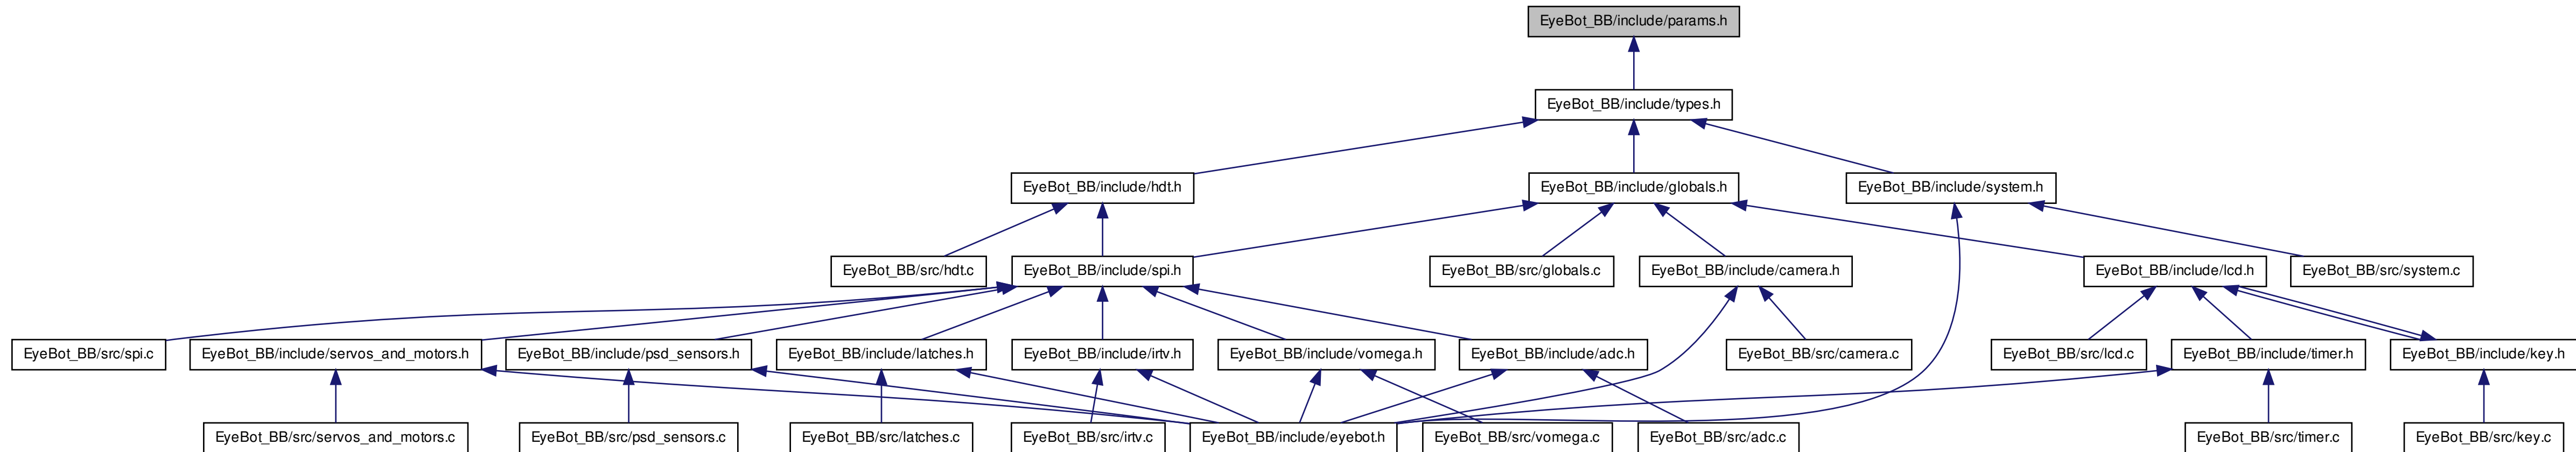 EyeBot_BB/include/params.h
EyeBot_BB/include/types.h
EyeBot_BB/include/hdt.h
EyeBot_BB/include/globals.h
EyeBot_BB/include/system.h
EyeBot_BB/src/hdt.c
EyeBot_BB/include/spi.h
EyeBot_BB/src/globals.c
EyeBot_BB/include/camera.h
EyeBot_BB/include/lcd.h
EyeBot_BB/src/system.c
EyeBot_BB/src/spi.c
EyeBot_BB/include/servos_and_motors.h
EyeBot_BB/include/psd_sensors.h
EyeBot_BB/include/latches.h
EyeBot_BB/include/irtv.h
EyeBot_BB/include/vomega.h
EyeBot_BB/include/adc.h
EyeBot_BB/src/camera.c
EyeBot_BB/src/lcd.c
EyeBot_BB/include/timer.h
EyeBot_BB/include/key.h
EyeBot_BB/src/servos_and_motors.c
EyeBot_BB/src/psd_sensors.c
EyeBot_BB/src/latches.c
EyeBot_BB/src/irtv.c
EyeBot_BB/include/eyebot.h
EyeBot_BB/src/vomega.c
EyeBot_BB/src/adc.c
EyeBot_BB/src/timer.c
EyeBot_BB/src/key.c